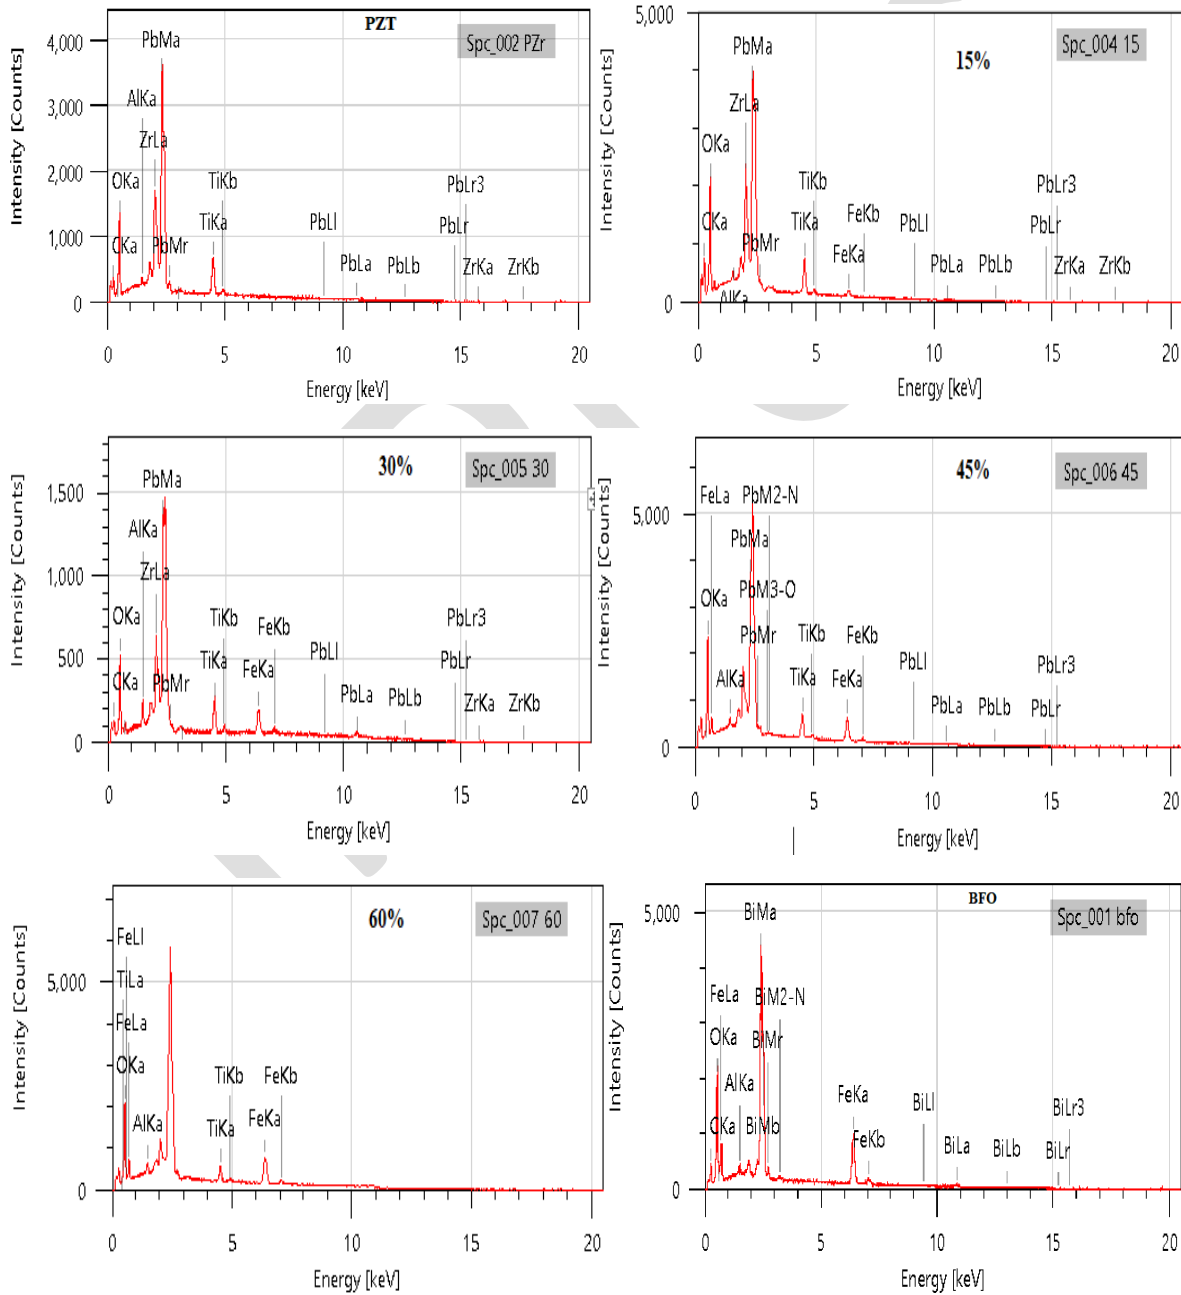 PZT
Spc_002 PZr
Intensity [Counts]
4,000
3,000
2,000
1,000
0
PbMa
AlKa
ZrLa
OKa
CKa
PbMr
TiKb
TiKa
PbLl
PbLa
PbLb
PbLr3
PbLr
ZrKa
ZrKb
0 5 10 15 20
Energy [keV]
15%
Spc_004 15
Intensity [Counts]
5,000
0
PbMa
ZrLa
OKa
CKa
PbMr
AlKa
TiKb
TiKa
FeKb
FeKa
PbLl
PbLa
PbLb
PbLr3
PbLr
ZrKa
ZrKb
0 5 10 15 20
Energy [keV]
30%
Spc_005 30
Intensity [Counts]
1,500
1,000
500
0
PbMa
AlKa
ZrLa
OKa
CKa
PbMr
TiKb
TiKa
FeKb
FeKa
PbLl
PbLa
PbLb
PbLr3
PbLr
ZrKa
ZrKb
0 5 10 15 20
Energy [keV]
45%
Spc_006 45
Intensity [Counts]
5,000
0
FeLa
PbM2-N
PbMa
PbM3-O
OKa
PbMr
AlKa
TiKb
TiKa
FeKb
FeKa
PbLl
PbLa
PbLb
PbLr3
PbLr
0 5 10 15 20
Energy [keV]
60%
Spc_007 60
Intensity [Counts]
5,000
0
FeLl
TiLa
FeLa
OKa
AlKa
TiKb
TiKa
FeKb
FeKa
0 5 10 15 20
Energy [keV]
BFO
Spc_001 bfo
Intensity [Counts]
5,000
0
BiMa
FeLa
BiM2-N
OKa
BiMr
AlKa
CKa
BiMb
FeKa
FeKb
BiLl
BiLa
BiLb
BiLr3
BiLr
0 5 10 15 20
Energy [keV]